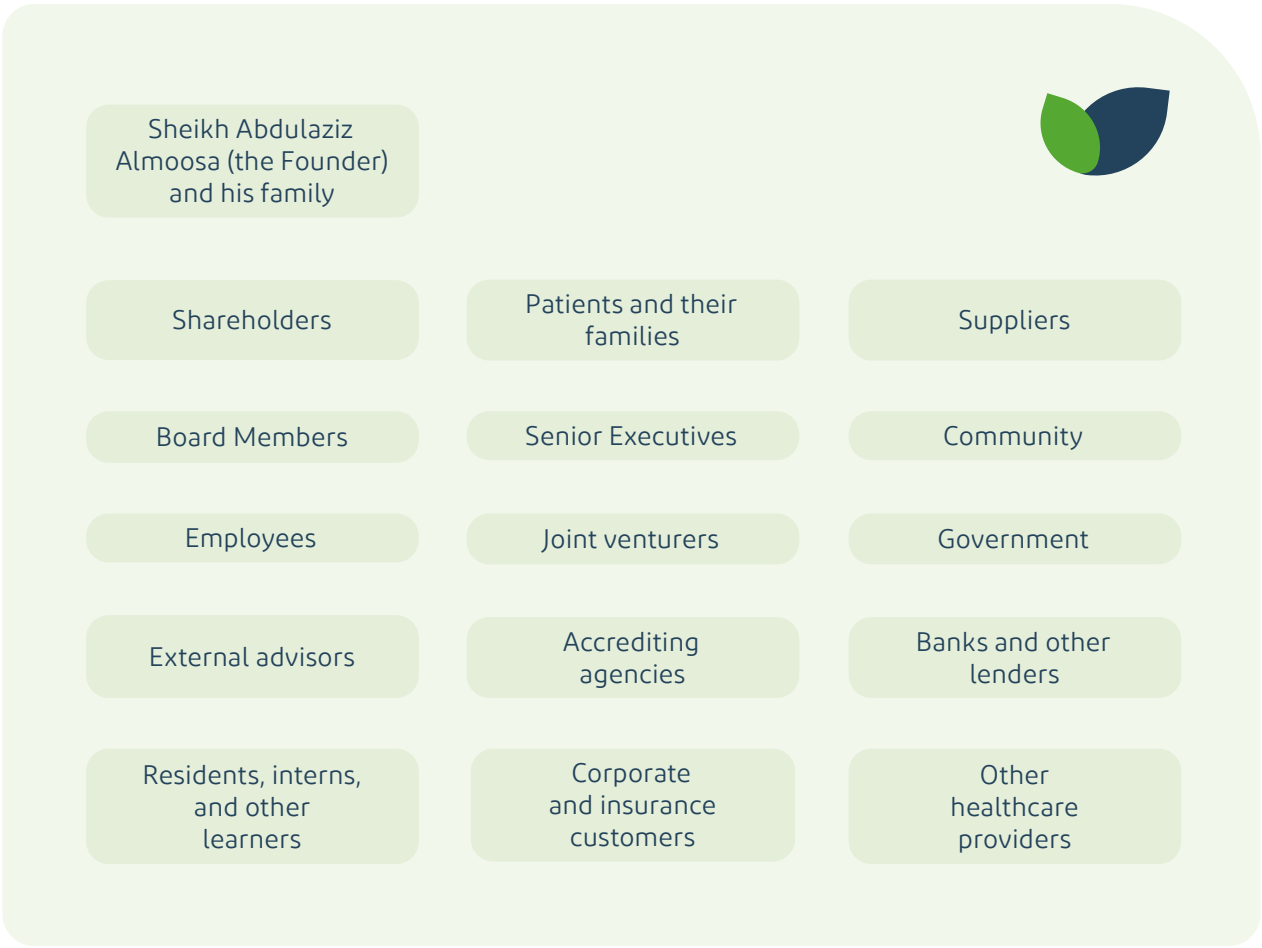 Sheikh Abdulaziz
Almoosa (the Founder)
and his family
Shareholders
Patients and their
families
Suppliers
Board Members
Senior Executives
Community
Employees
Joint venturers
Government
External advisors
Accrediting
agencies
Banks and other
lenders
Residents, interns,
and other
learners
Corporate
and insurance
customers
Other
healthcare
providers